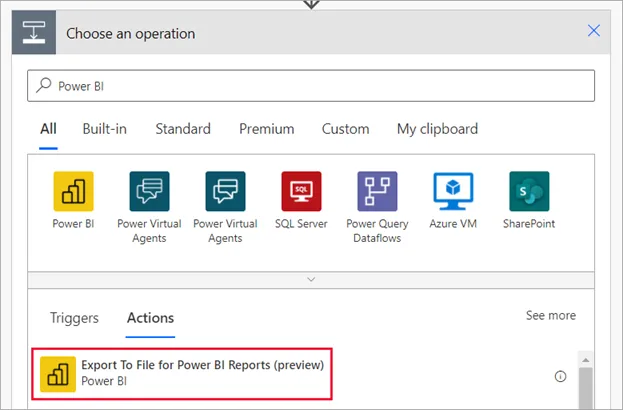 Choose an operation
Power BI
All Built-in Standard Premium Custom My clipboard
Power BI Power Virtual Agents Power Virtual Agents SQL Server Power Query Dataflows Azure VM SharePoint
Triggers Actions See more
Export To File for Power BI Reports (preview)
Power BI